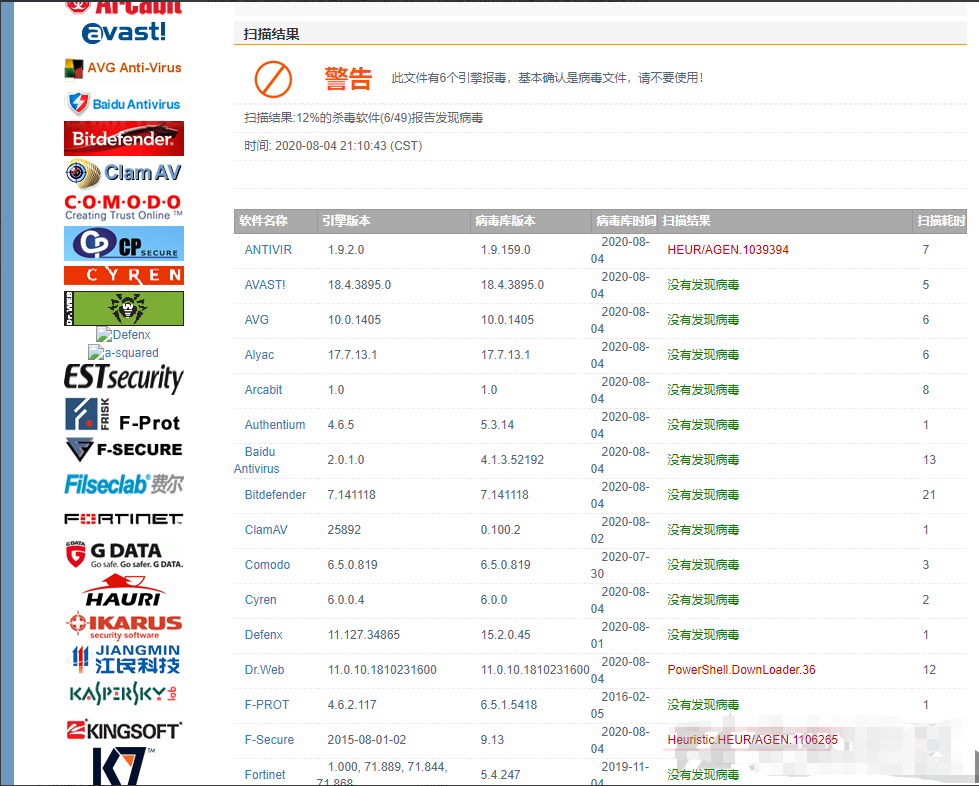 Arcabit
avast!
AVG Anti-Virus
Baidu Antivirus
Bitdefender
ClamAV
C·O·M·O·D·O
Creating Trust Online ™
CP SECURE
CYREN
Dr.WEB
Defenx
a-squared
ESTsecurity
FRISK F-Prot
F-SECURE
Filseclab 费尔
FORTINET
G DATA
Go safe. Go safer. G DATA.
HAURI
IKARUS
security software
JIANGMIN
江民科技
KASPERSKY lab
KINGSOFT
K7 ™
扫描结果
警告 此文件有6个引擎报毒，基本确认是病毒文件，请不要使用！
扫描结果:12%的杀毒软件(6/49)报告发现病毒
时间: 2020-08-04 21:10:43 (CST)
软件名称 引擎版本 病毒库版本 病毒库时间 扫描结果 扫描耗时
ANTIVIR 1.9.2.0 1.9.159.0 2020-08-04 HEUR/AGEN.1039394 7
AVAST! 18.4.3895.0 18.4.3895.0 2020-08-04 没有发现病毒 5
AVG 10.0.1405 10.0.1405 2020-08-04 没有发现病毒 6
Alyac 17.7.13.1 17.7.13.1 2020-08-04 没有发现病毒 6
Arcabit 1.0 1.0 2020-08-04 没有发现病毒 8
Authentium 4.6.5 5.3.14 2020-08-04 没有发现病毒 1
Baidu Antivirus 2.0.1.0 4.1.3.52192 2020-08-04 没有发现病毒 13
Bitdefender 7.141118 7.141118 2020-08-04 没有发现病毒 21
ClamAV 25892 0.100.2 2020-08-02 没有发现病毒 1
Comodo 6.5.0.819 6.5.0.819 2020-07-30 没有发现病毒 3
Cyren 6.0.0.4 6.0.0 2020-08-04 没有发现病毒 2
Defenx 11.127.34865 15.2.0.45 2020-08-01 没有发现病毒 1
Dr.Web 11.0.10.1810231600 11.0.10.1810231600 2020-08-04 PowerShell.DownLoader.36 12
F-PROT 4.6.2.117 6.5.1.5418 2016-02-05 没有发现病毒 1
F-Secure 2015-08-01-02 9.13 2020-08-04 Heuristic.HEUR/AGEN.1106265
Fortinet 1.000, 71.889, 71.844, 71.868 5.4.247 2019-11-04 没有发现病毒